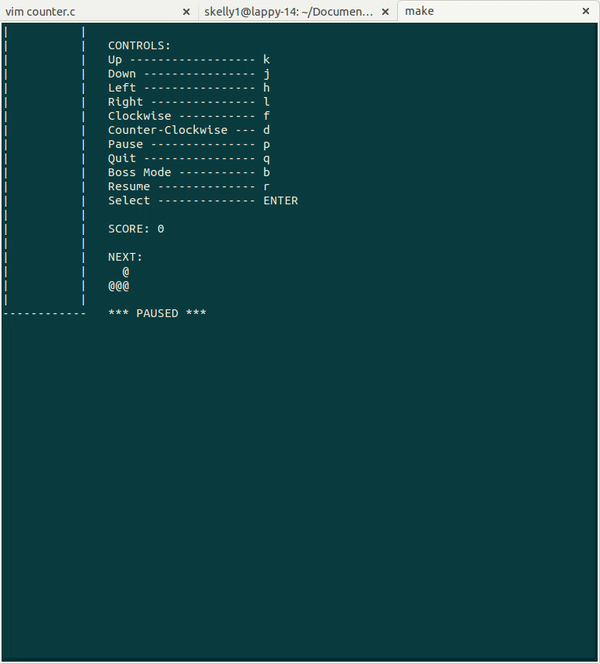 vim counter.c × skelly1@lappy-14: ~/Documen... × make ×
| |
| | CONTROLS:
| | Up ------------------ k
| | Down ---------------- j
| | Left ---------------- h
| | Right --------------- l
| | Clockwise ----------- f
| | Counter-Clockwise --- d
| | Pause --------------- p
| | Quit ---------------- q
| | Boss Mode ----------- b
| | Resume -------------- r
| | Select -------------- ENTER
| |
| | SCORE: 0
| |
| | NEXT:
| |   @
| | @@@
| |
------------ *** PAUSED ***